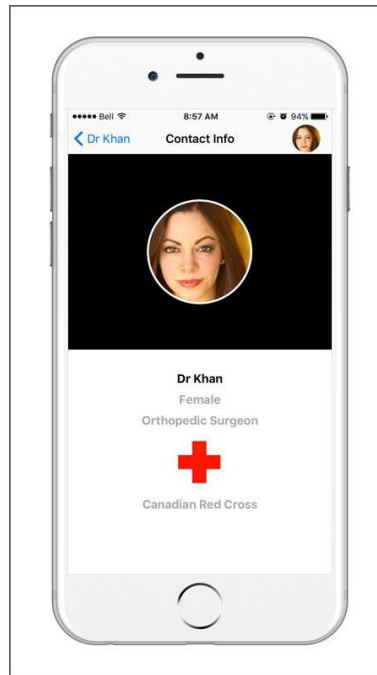 Bell 8:57 AM 94%
Dr Khan Contact Info
Dr Khan
Female
Orthopedic Surgeon
Canadian Red Cross